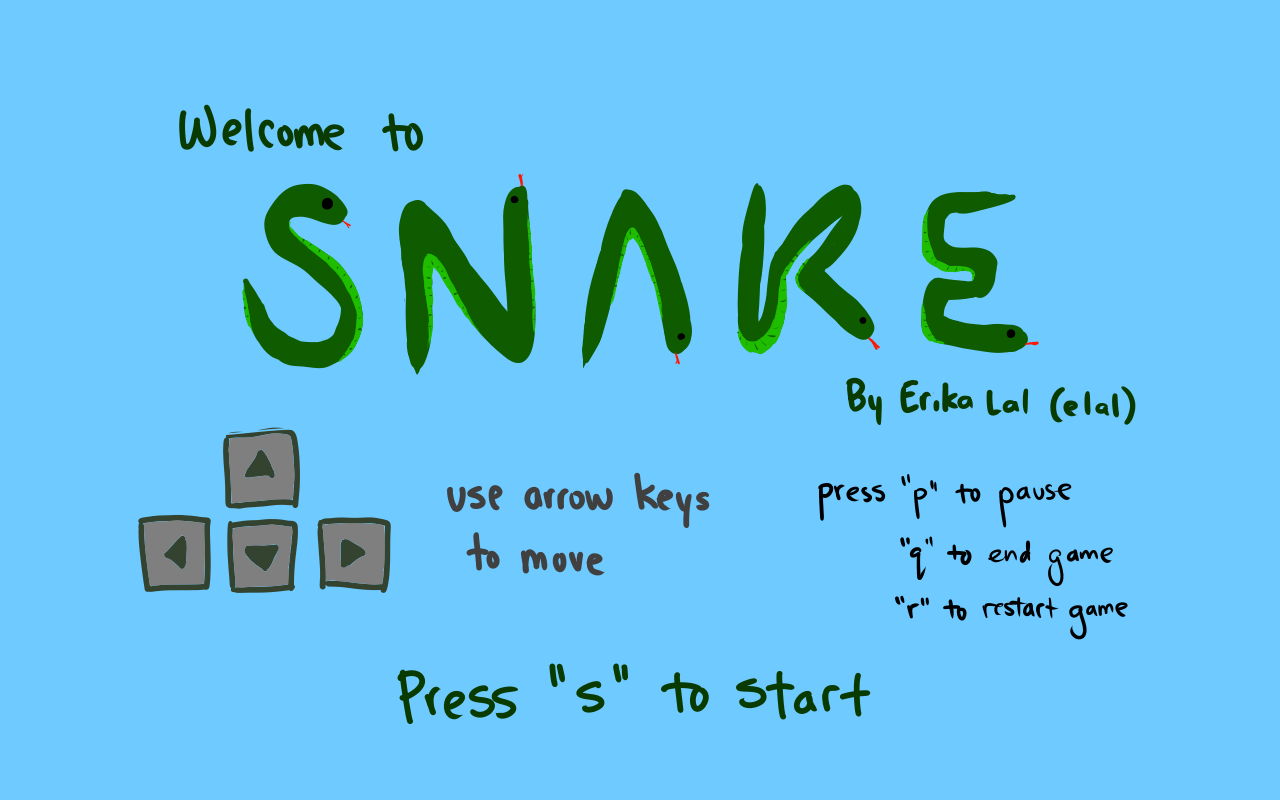 Welcome to
SNAKE
By Erika Lal (elal)
use arrow keys
to move
press "p" to pause
"q" to end game
"r" to restart game
Press "s" to start